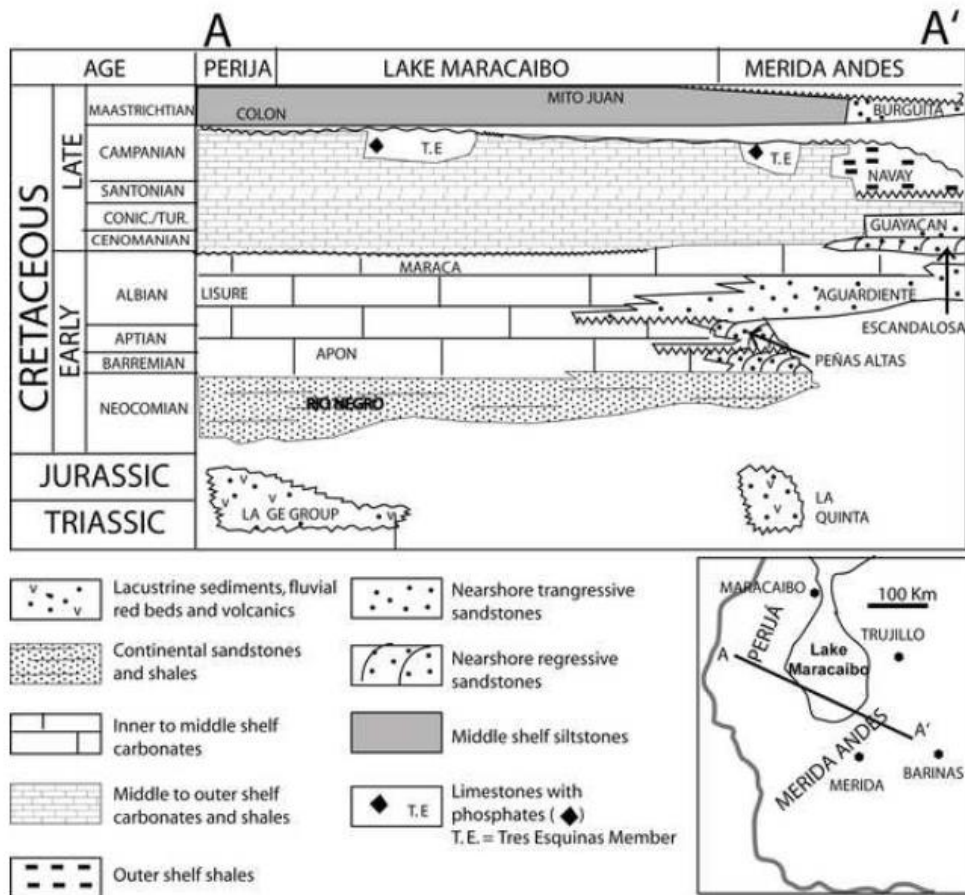 A A'
AGE PERIJA LAKE MARACAIBO MERIDA ANDES
CRETACEOUS
LATE
EARLY
MAASTRICHTIAN
CAMPANIAN
SANTONIAN
CONIC./TUR.
CENOMANIAN
ALBIAN
APTIAN
BARREMIAN
NEOCOMIAN
JURASSIC
TRIASSIC
MITO JUAN
COLON
?
BURGUITA
T.E
T.E
NAVAY
GUAYACAN
MARACA
LISURE
AGUARDIENTE
ESCANDALOSA
APON
PEÑAS ALTAS
RIO NEGRO
V V V V V
LA GE GROUP
V V V
LA
QUINTA
V V
Lacustrine sediments, fluvial
red beds and volcanics
Continental sandstones
and shales
Inner to middle shelf
carbonates
Middle to outer shelf
carbonates and shales
Outer shelf shales
Nearshore trangressive
sandstones
Nearshore regressive
sandstones
Middle shelf siltstones
T.E
Limestones with
phosphates ( ◆ )
T.E. = Tres Esquinas Member
MARACAIBO
100 Km
PERIJÁ
TRUJILLO
A
Lake
Maracaibo
MERIDA ANDES
A'
MERIDA
BARINAS